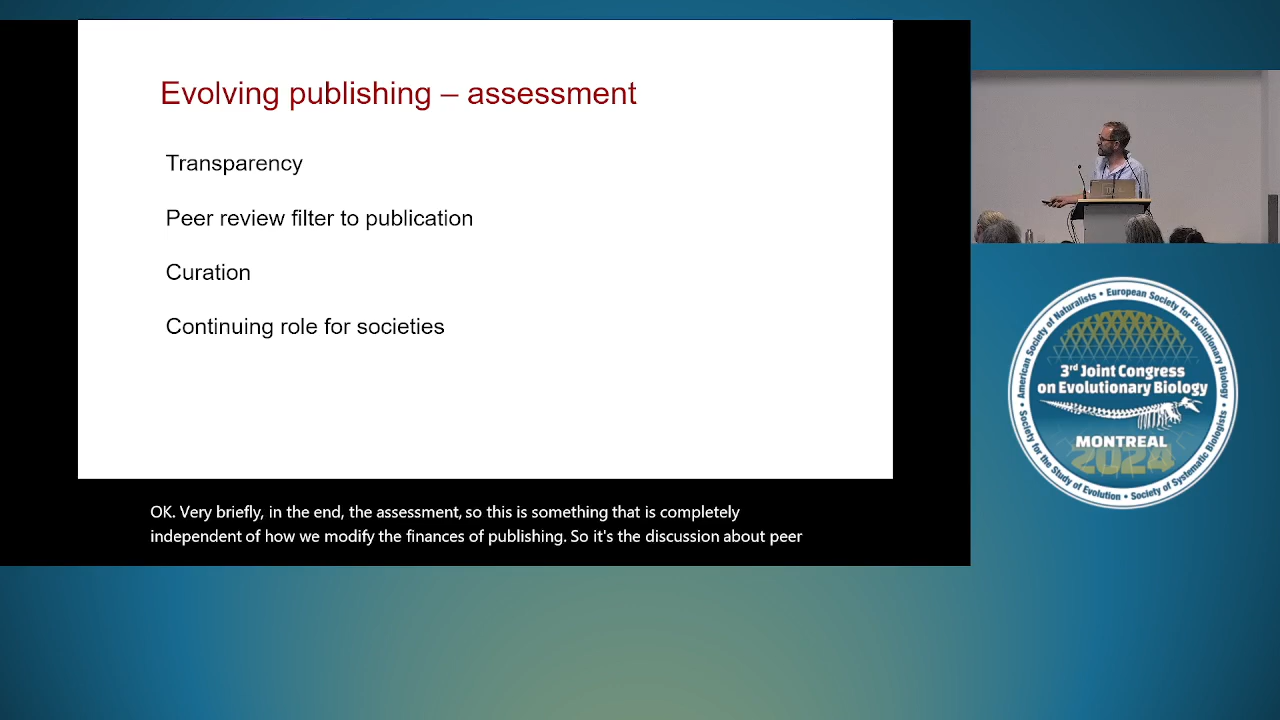 Evolving publishing – assessment
Transparency
Peer review filter to publication
Curation
Continuing role for societies
OK. Very briefly, in the end, the assessment, so this is something that is completely
independent of how we modify the finances of publishing. So it's the discussion about peer
American Society of Naturalists • European Society for Evolutionary Biology •
Society for the Study of Evolution • Society of Systematic Biologists •
3rd Joint Congress
on Evolutionary Biology
MONTREAL
2024